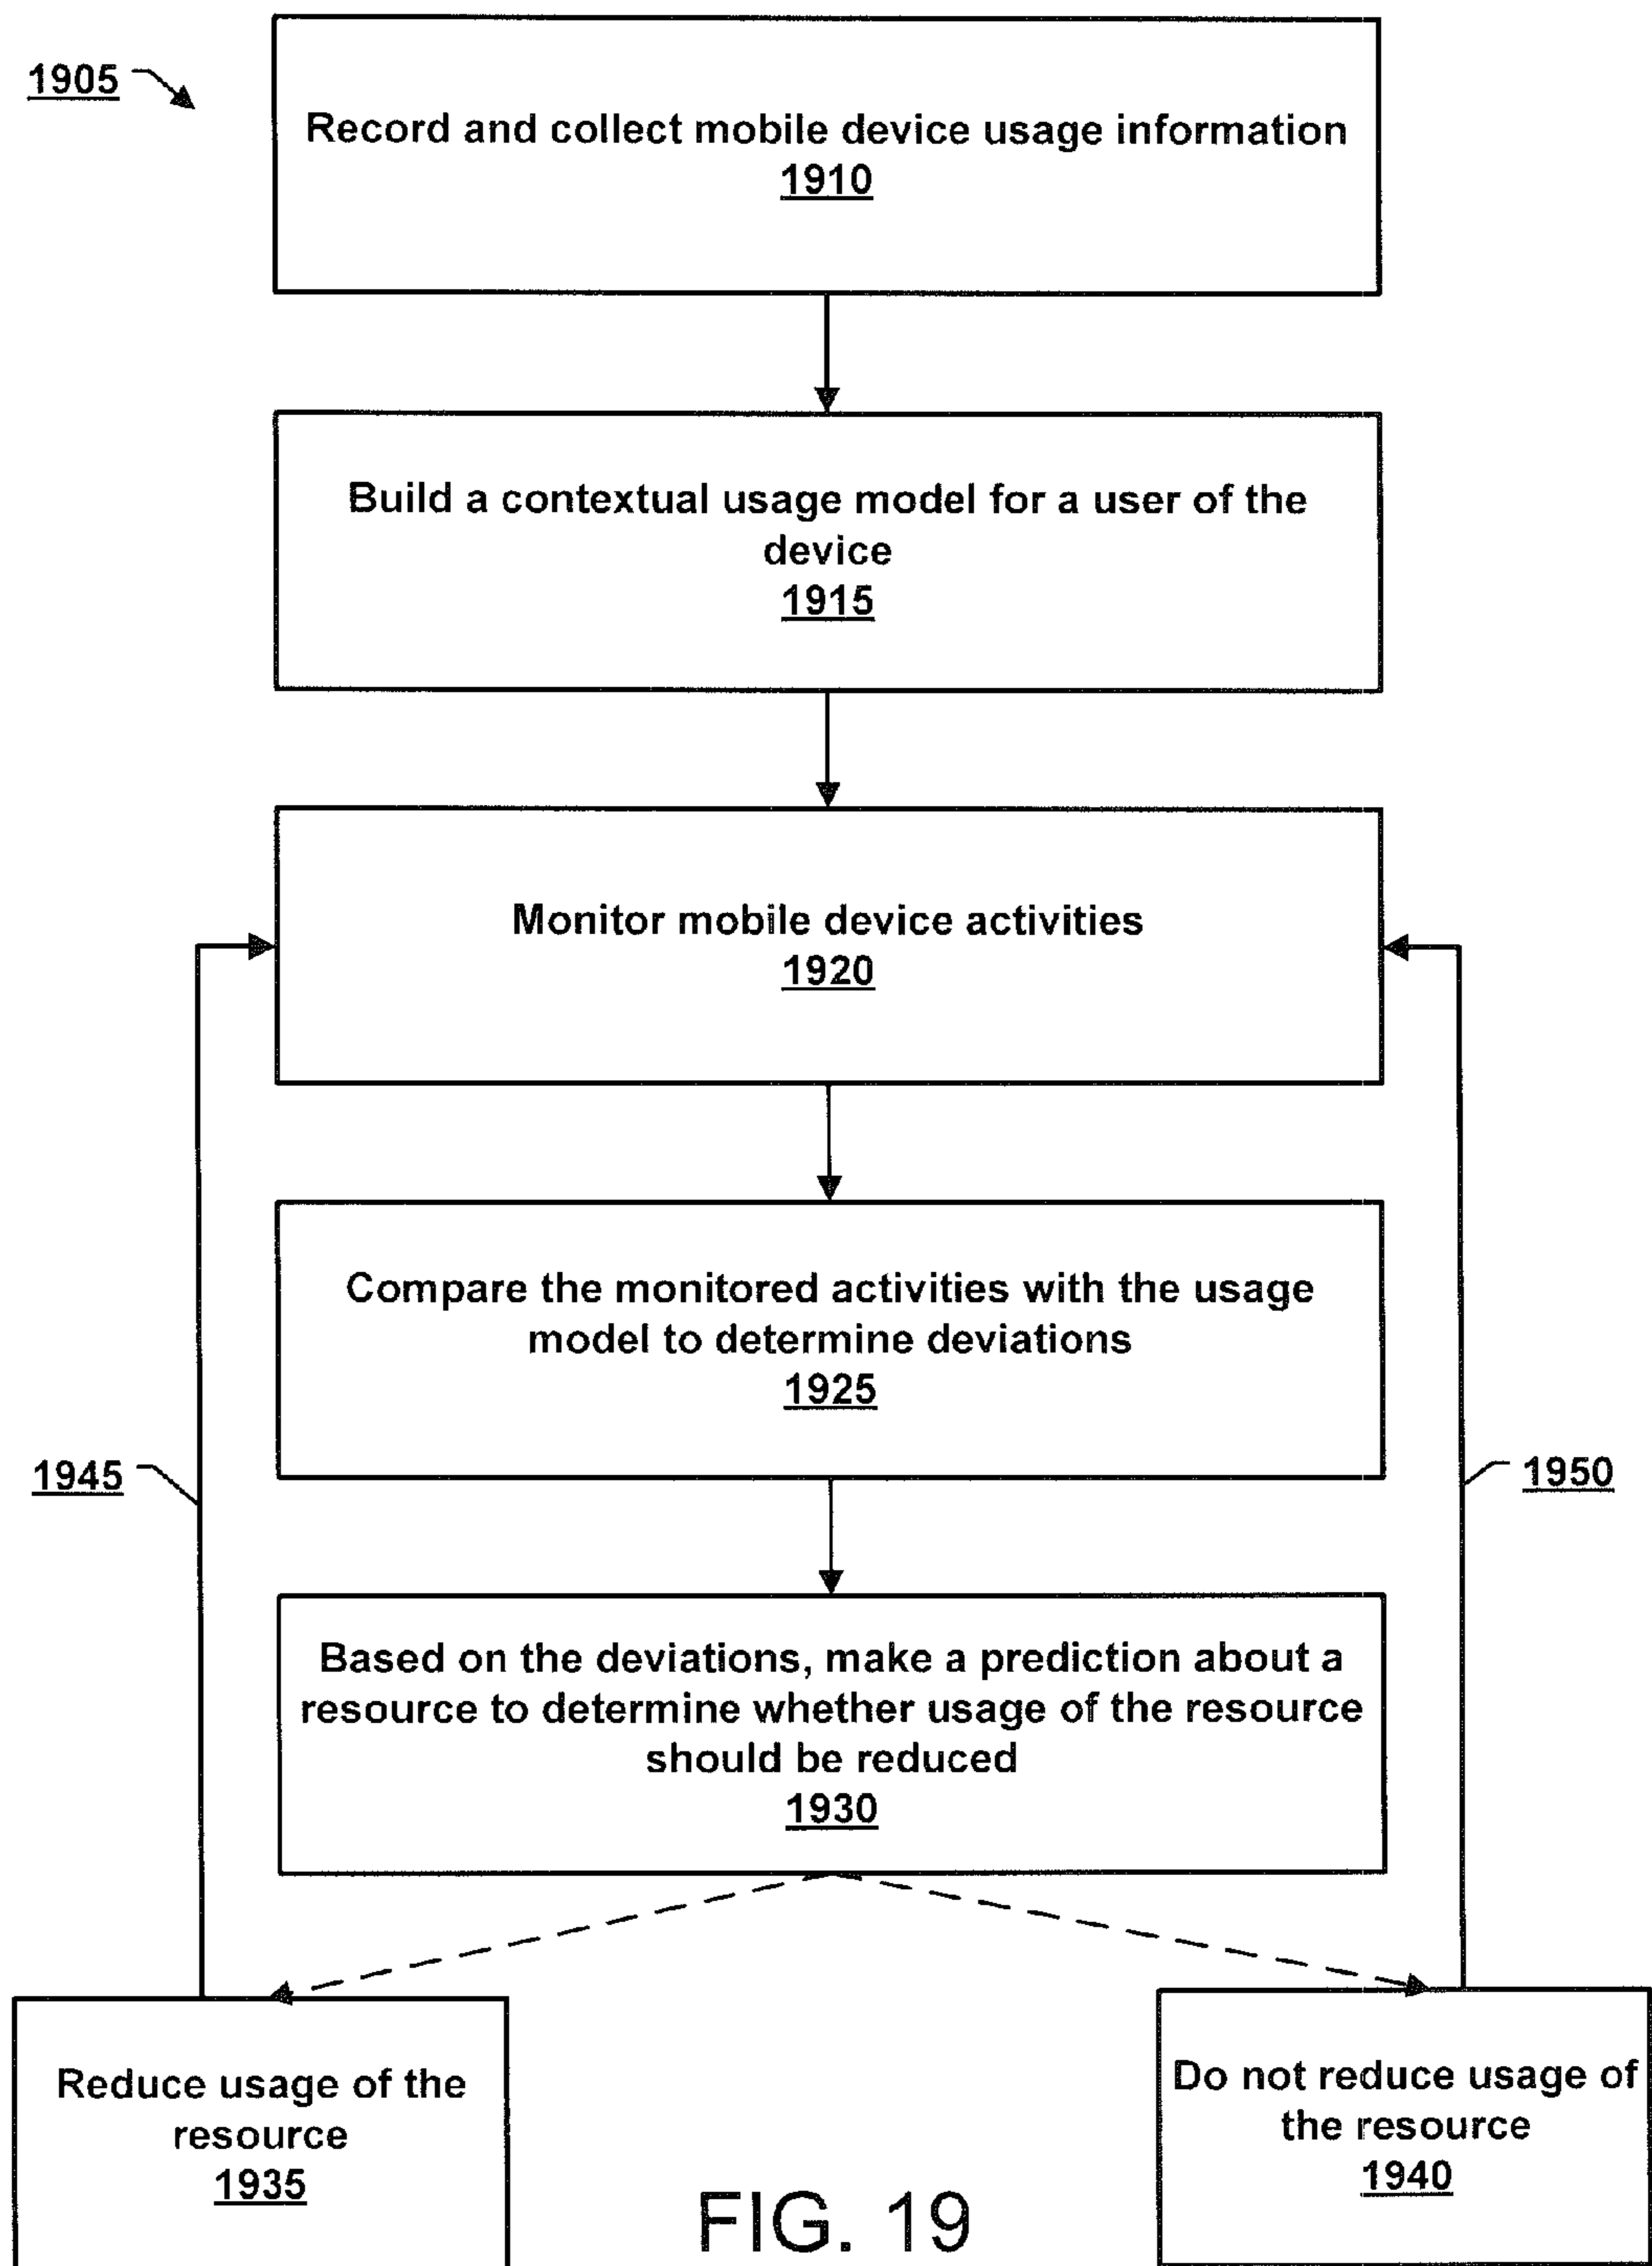 1905
Record and collect mobile device usage information
1910
Build a contextual usage model for a user of the
device
1915
Monitor mobile device activities
1920
Compare the monitored activities with the usage
model to determine deviations
1925
1945
1950
Based on the deviations, make a prediction about a
resource to determine whether usage of the resource
should be reduced
1930
Reduce usage of the
resource
1935
Do not reduce usage of
the resource
1940
FIG. 19